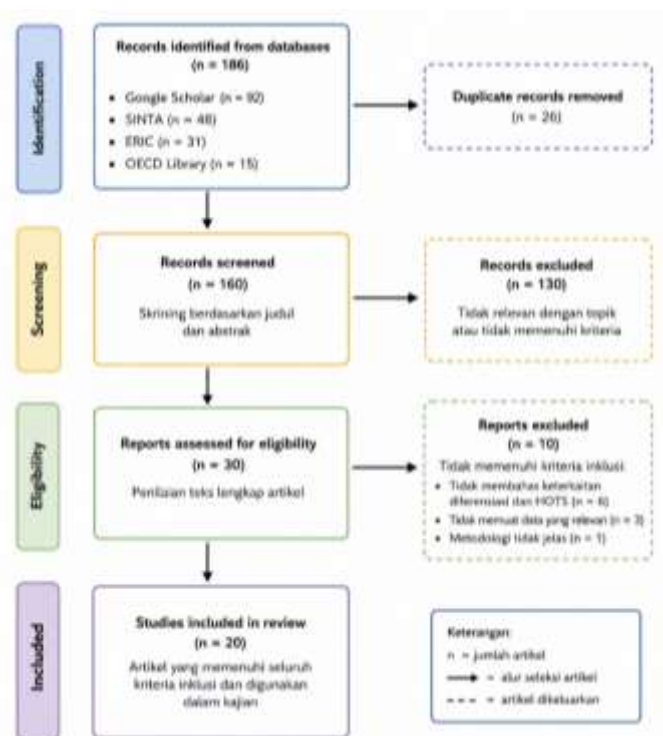 Identification
Records identified from databases
(n = 186)
• Google Scholar (n = 92)
• SINTA (n = 48)
• ERIC (n = 31)
• OECD Library (n = 15)
Duplicate records removed
(n = 26)
Screening
Records screened
(n = 160)
Skrining berdasarkan judul
dan abstrak
Records excluded
(n = 130)
Tidak relevan dengan topik
atau tidak memenuhi kriteria
Eligibility
Reports assessed for eligibility
(n = 30)
Penilaian teks lengkap artikel
Reports excluded
(n = 10)
Tidak memenuhi kriteria inklusi
• Tidak membahas keterkaitan
diferensiasi dan HOTS (n = 6)
• Tidak memuat data yang relevan (n = 3)
• Metodologi tidak jelas (n = 1)
Included
Studies included in review
(n = 20)
Artikel yang memenuhi seluruh
kriteria inklusi dan digunakan
dalam kajian
Keterangan:
n = jumlah artikel
= alur seleksi artikel
= artikel dikeluarkan